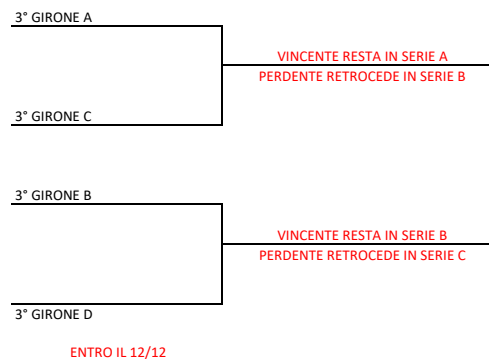 3° GIRONE A
VINCENTE RESTA IN SERIE A
PERDENTE RETROCEDE IN SERIE B
3° GIRONE C
3° GIRONE B
VINCENTE RESTA IN SERIE B
PERDENTE RETROCEDE IN SERIE C
3° GIRONE D
ENTRO IL 12/12